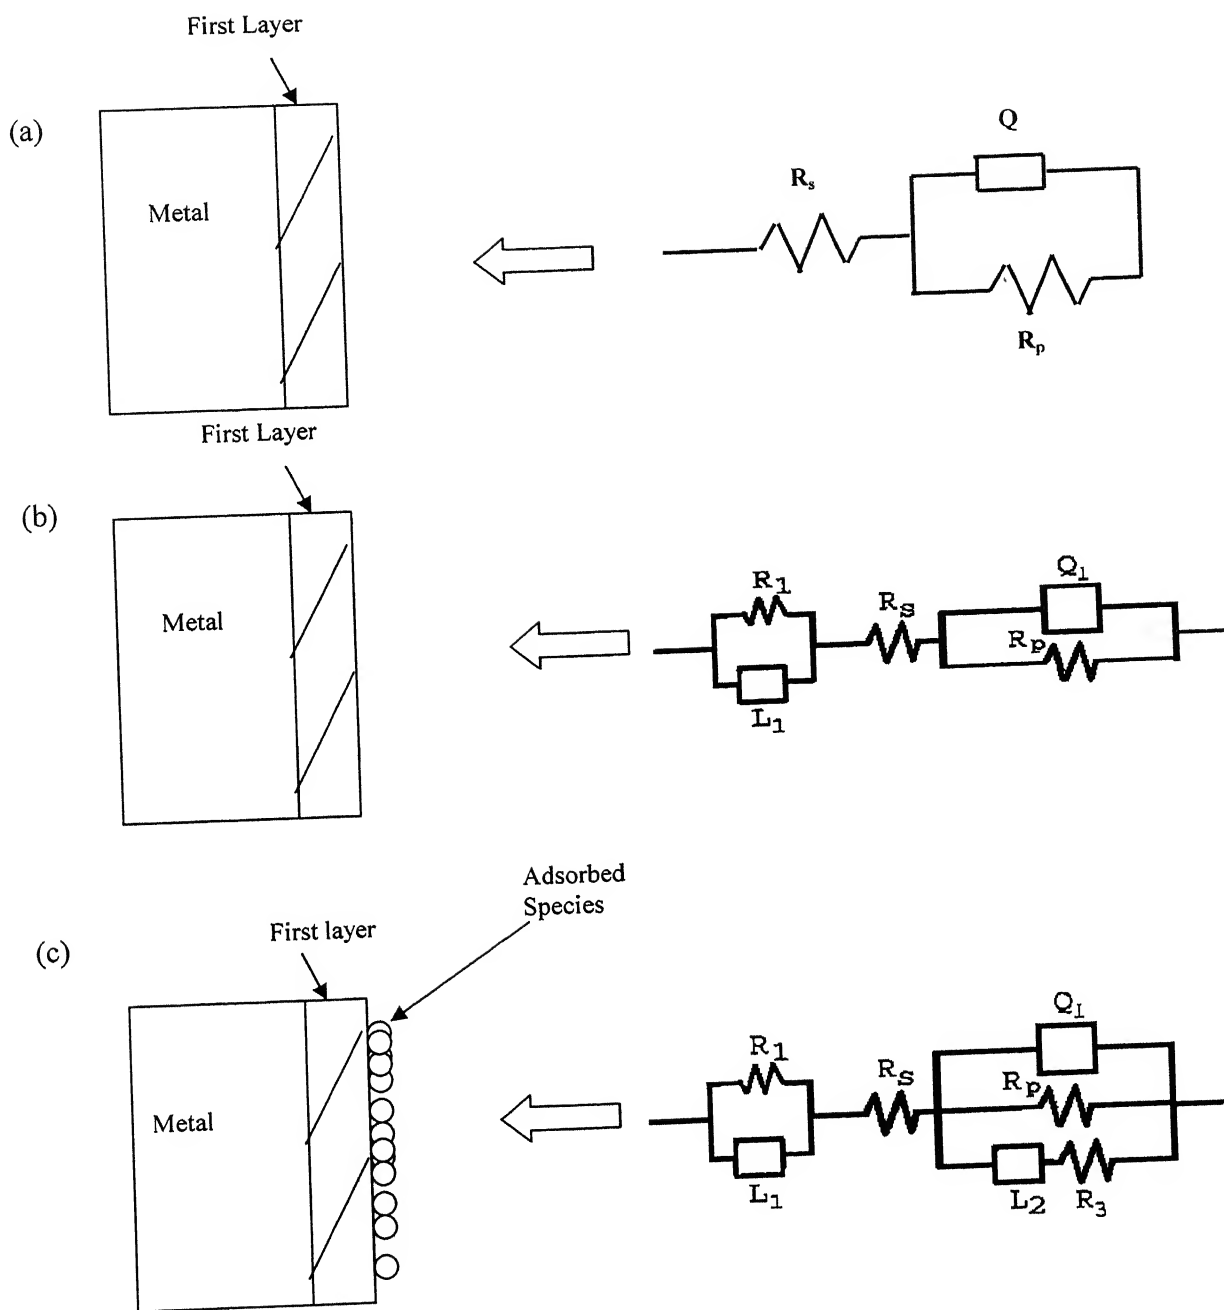 First Layer
(a)
Metal
Q
Rs
Rp
First Layer
(b)
Metal
R1
L1
Rs
Q1
Rp
Adsorbed
Species
First layer
(c)
Metal
R1
L1
Rs
Q1
Rp
L2
R3